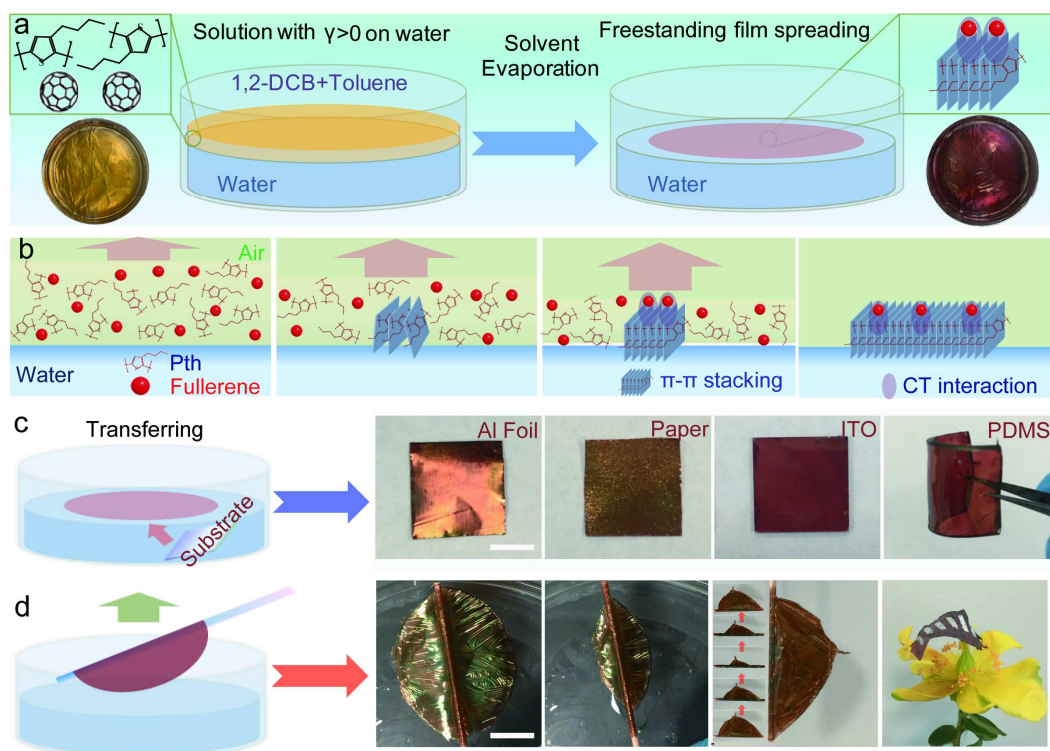 a
Solution with γ>0 on water
Solvent
Evaporation
Freestanding film spreading
S
S
1,2-DCB+Toluene
Water
Water
b
Air
Water
Pth
Fullerene
π-π stacking
CT interaction
c
Transferring
Substrate
Al Foil
Paper
ITO
PDMS
d